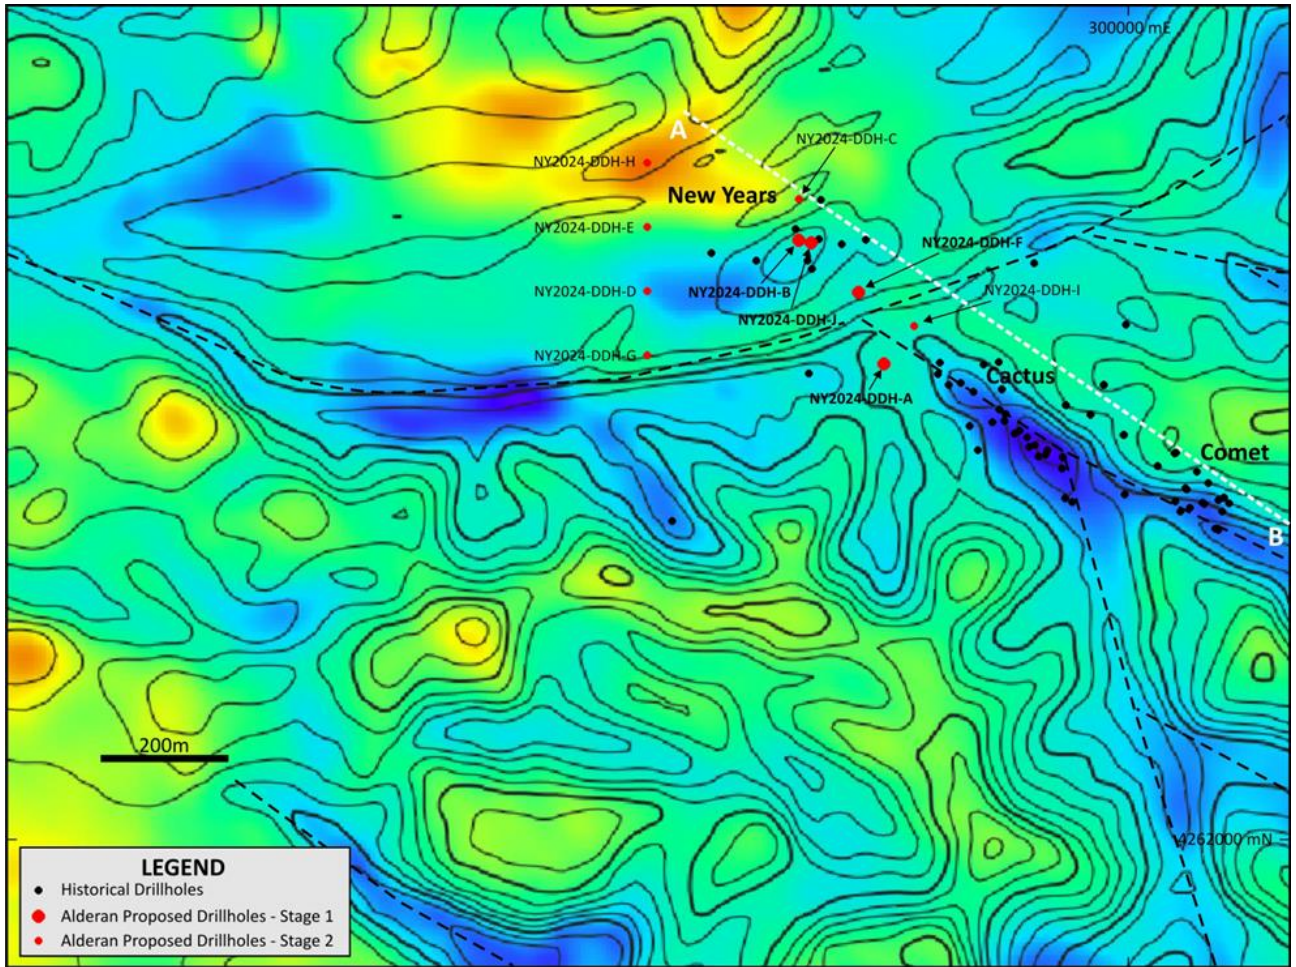 300000 mE
A
NY2024-DDH-C
NY2024-DDH-H
New Years
NY2024-DDH-E
NY2024-DDH-F
NY2024-DDH-D
NY2024-DDH-B
NY2024-DDH-I
NY2024-DDH-J
NY2024-DDH-G
Cactus
NY2024-DDH-A
Comet
B
200m
4262000 mN
LEGEND
Historical Drillholes
Alderan Proposed Drillholes - Stage 1
Alderan Proposed Drillholes - Stage 2